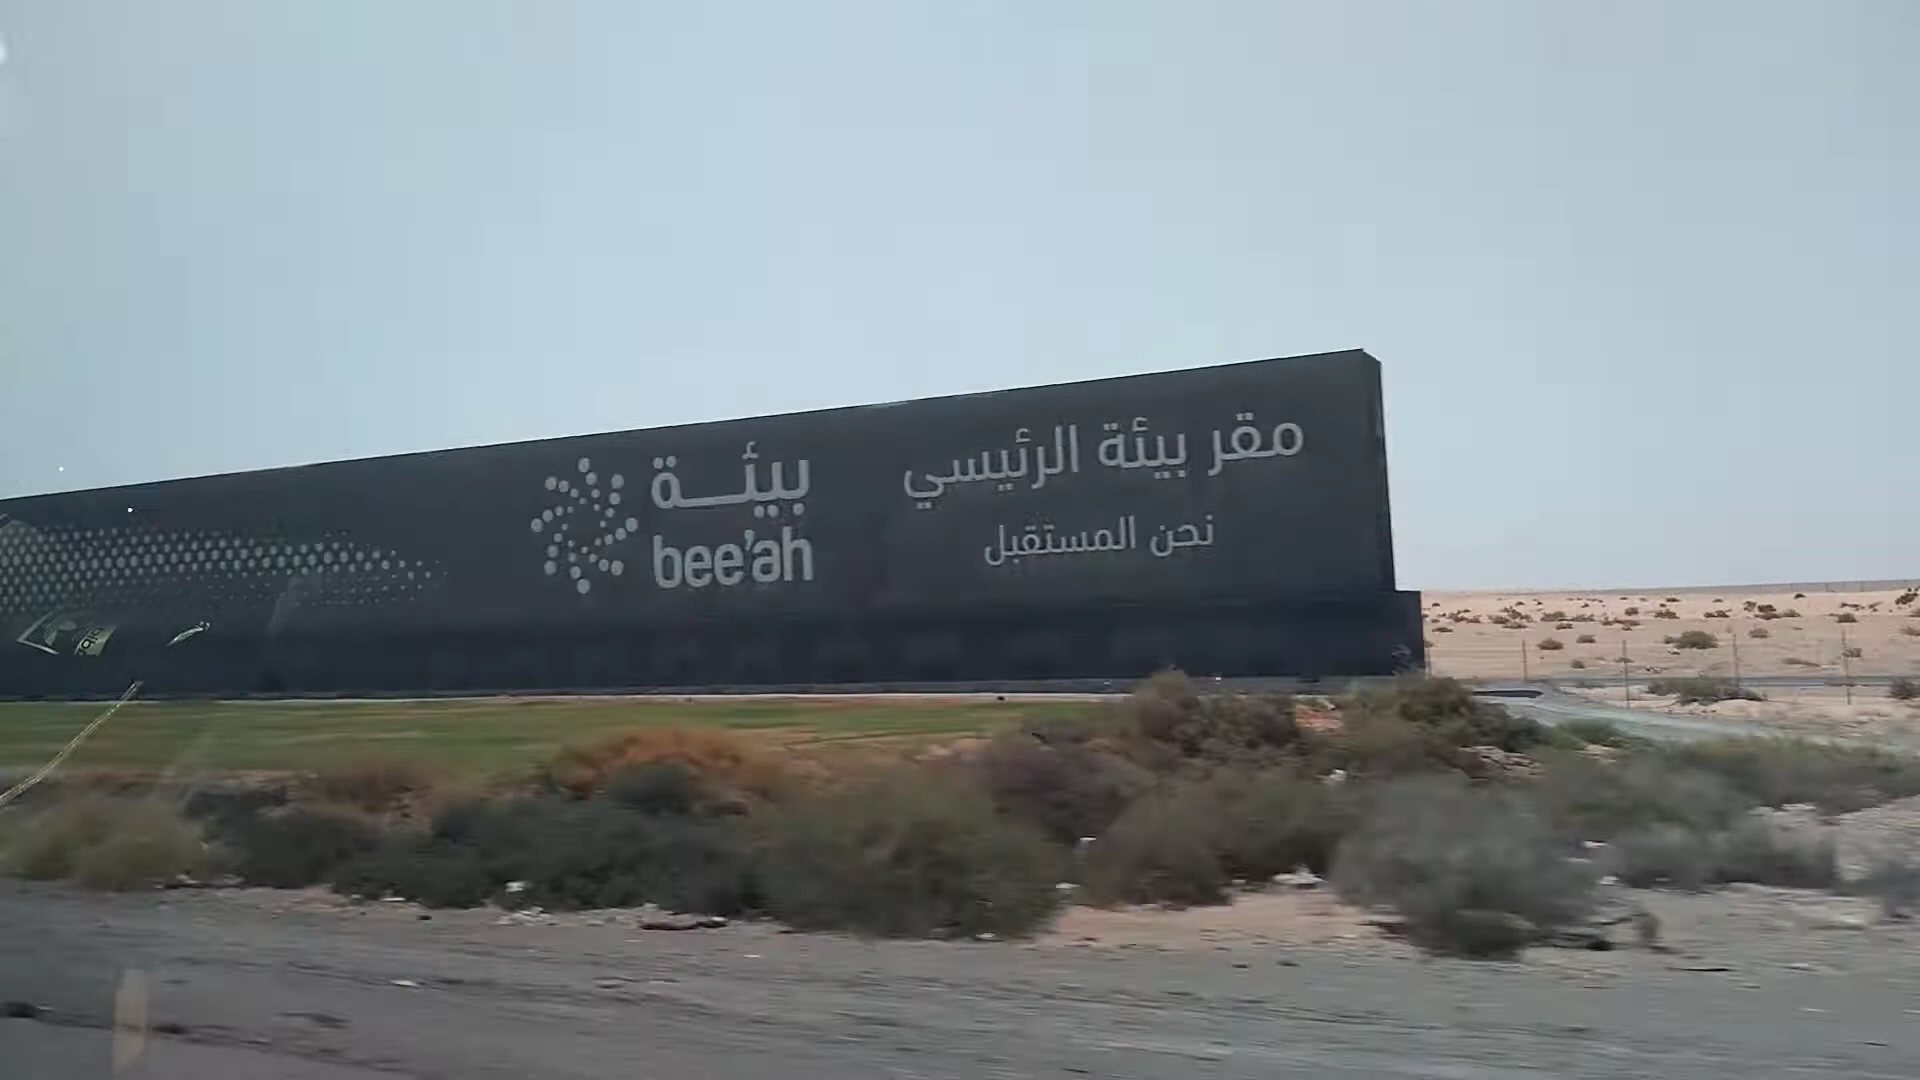 مقر بيئة الرئيسي
نحن المستقبل
بيئة
bee'ah